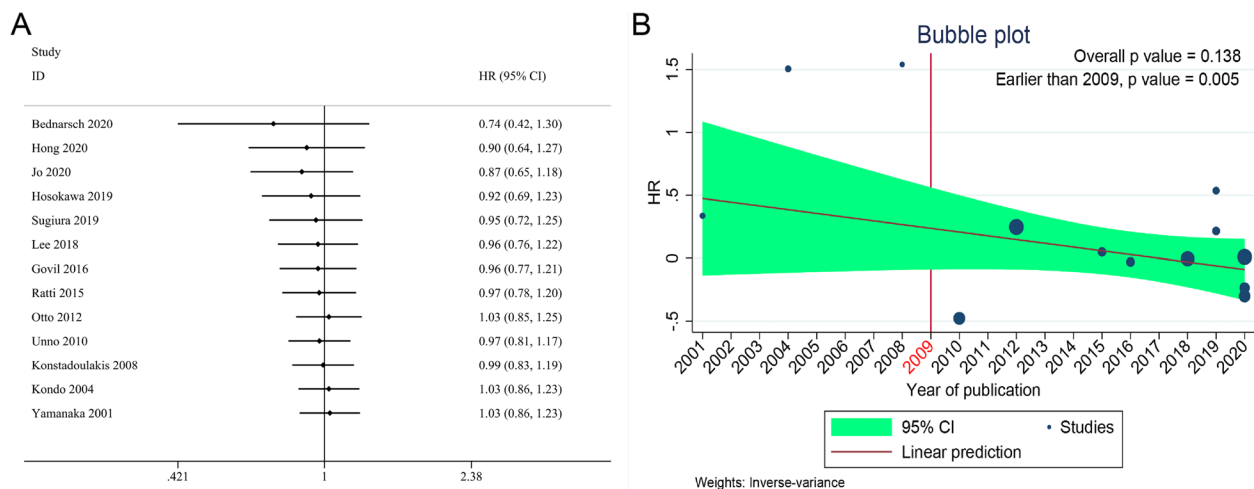 A
Study
ID HR (95% CI)
Bednarsch 2020 0.74 (0.42, 1.30)
Hong 2020 0.90 (0.64, 1.27)
Jo 2020 0.87 (0.65, 1.18)
Hosokawa 2019 0.92 (0.69, 1.23)
Sugiura 2019 0.95 (0.72, 1.25)
Lee 2018 0.96 (0.76, 1.22)
Govil 2016 0.96 (0.77, 1.21)
Ratti 2015 0.97 (0.78, 1.20)
Otto 2012 1.03 (0.85, 1.25)
Unno 2010 0.97 (0.81, 1.17)
Konstadoulakis 2008 0.99 (0.83, 1.19)
Kondo 2004 1.03 (0.86, 1.23)
Yamanaka 2001 1.03 (0.86, 1.23)
.421 1 2.38
B
Bubble plot
Overall p value = 0.138
Earlier than 2009, p value = 0.005
HR
1.5
1
.5
0
-.5
2001 2002 2003 2004 2005 2006 2007 2008 2009 2010 2011 2012 2013 2014 2015 2016 2017 2018 2019 2020
Year of publication
95% CI
Studies
Linear prediction
Weights: Inverse-variance